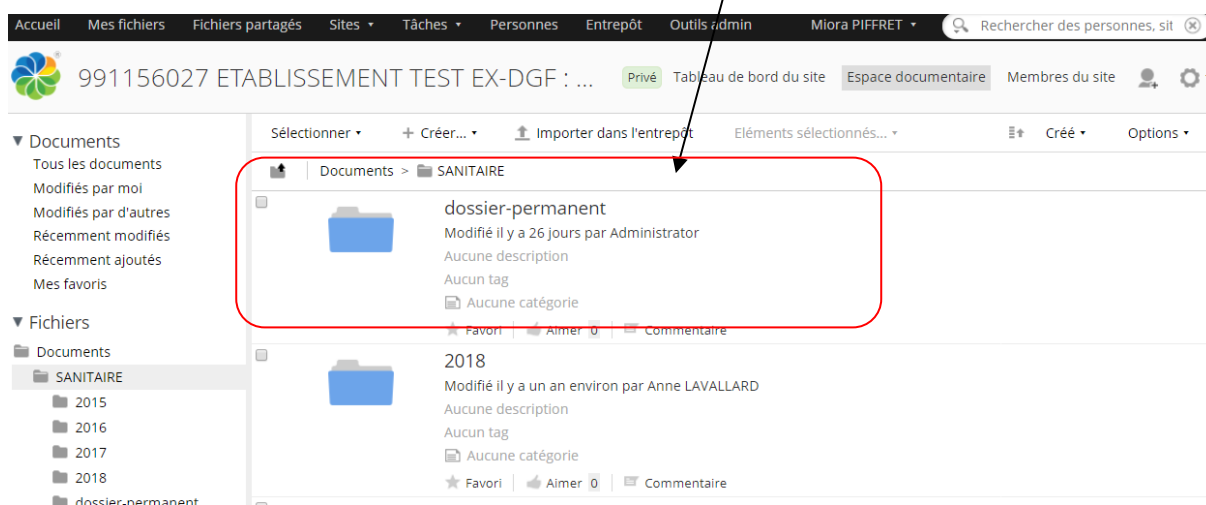 Accueil Mes fichiers Fichiers partagés Sites Tâches Personnes Entrepôt Outils admin Miora PIFFRET Rechercher des personnes, sit
991156027 ETABLISSEMENT TEST EX-DGF : ... Privé Tableau de bord du site Espace documentaire Membres du site
Sélectionner + Créer... Importer dans l'entrepôt Eléments sélectionnés... Créé Options
Documents
Tous les documents
Modifiés par moi
Modifiés par d'autres
Récemment modifiés
Récemment ajoutés
Mes favoris
Fichiers
Documents
SANITAIRE
2015
2016
2017
2018
dossier-permanent
Documents > SANITAIRE
dossier-permanent
Modifié il y a 26 jours par Administrator
Aucune description
Aucun tag
Aucune catégorie
Favori Aimer 0 Commentaire
2018
Modifié il y a un an environ par Anne LAVALLARD
Aucune description
Aucun tag
Aucune catégorie
Favori Aimer 0 Commentaire